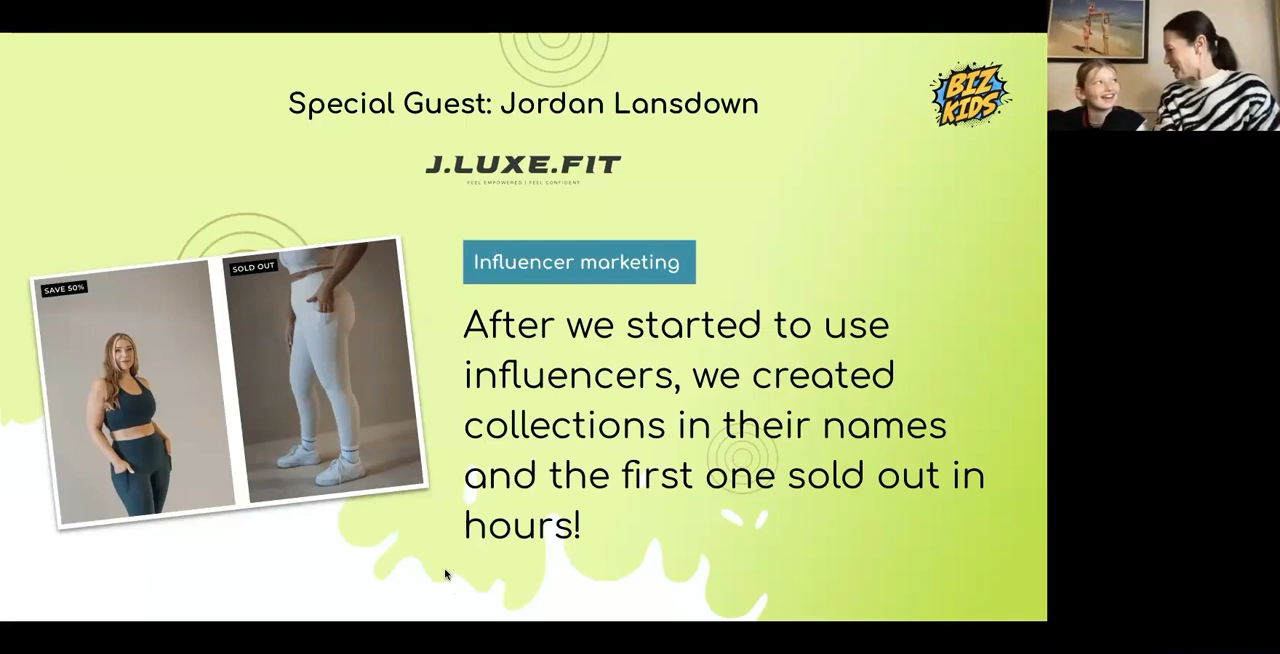 Special Guest: Jordan Lansdown
BIZ
KIDS
J.LUXE.FIT
FEEL EMPOWERED | FEEL CONFIDENT
SAVE 50%
SOLD OUT
Influencer marketing
After we started to use
influencers, we created
collections in their names
and the first one sold out in
hours!